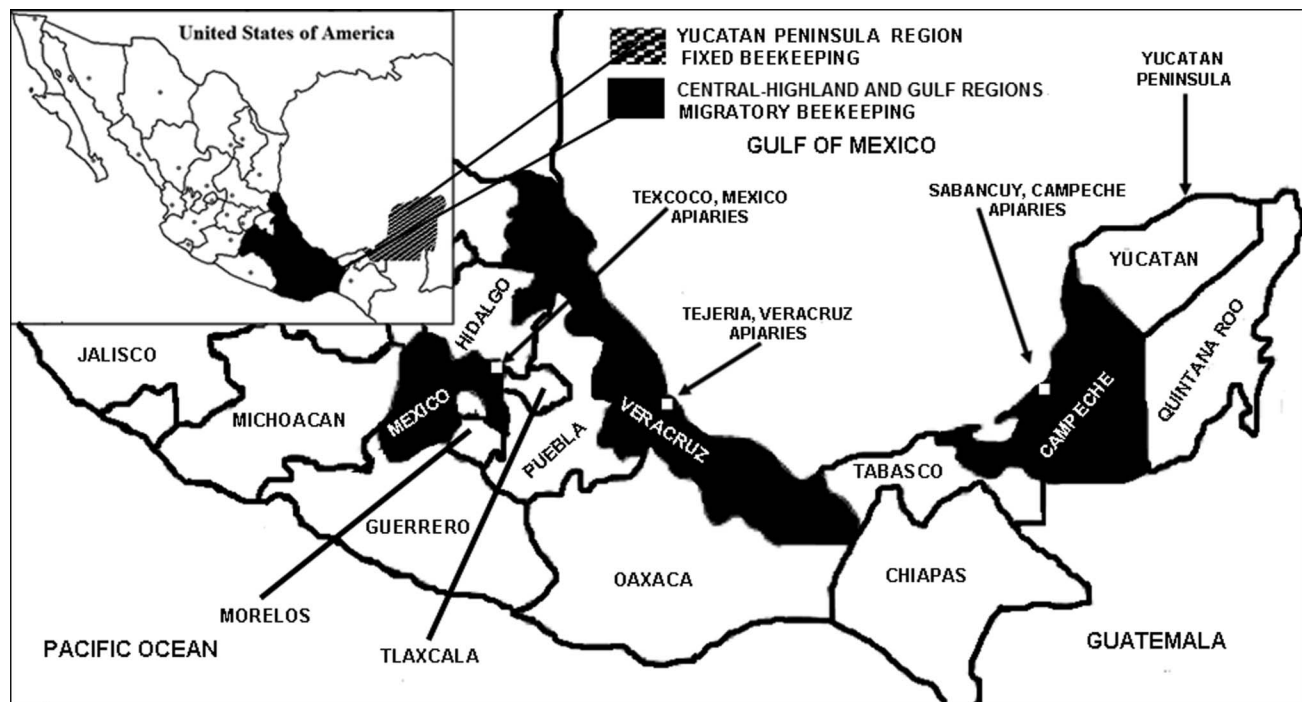 United States of America
YUCATAN PENINSULA REGION
FIXED BEEKEEPING
CENTRAL-HIGHLAND AND GULF REGIONS
MIGRATORY BEEKEEPING
GULF OF MEXICO
YUCATAN
PENINSULA
TEXCOCO, MEXICO
APIARIES
SABANCUY, CAMPECHE
APIARIES
TEJERIA, VERACRUZ
APIARIES
YUCATAN
QUINTANA ROO
CAMPECHE
HIDALGO
JALISCO
MICHOACAN
MEXICO
VERACRUZ
PUEBLA
TABASCO
GUERRERO
OAXACA
CHIAPAS
MORELOS
TLAXCALA
PACIFIC OCEAN
GUATEMALA